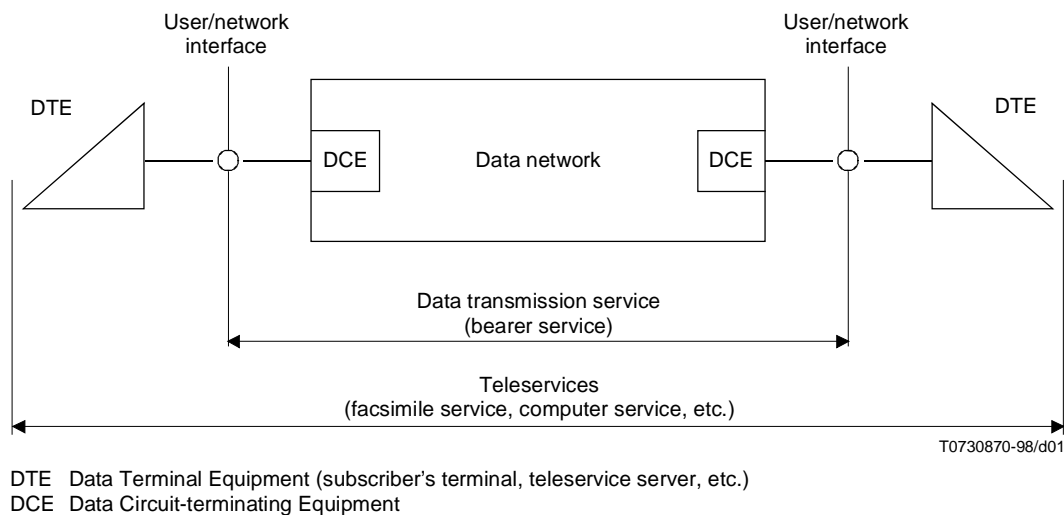 User/network
interface
User/network
interface
DTE
DTE
DCE
Data network
DCE
Data transmission service
(bearer service)
Teleservices
(facsimile service, computer service, etc.)
T0730870-98/d01
DTE Data Terminal Equipment (subscriber's terminal, teleservice server, etc.)
DCE Data Circuit-terminating Equipment